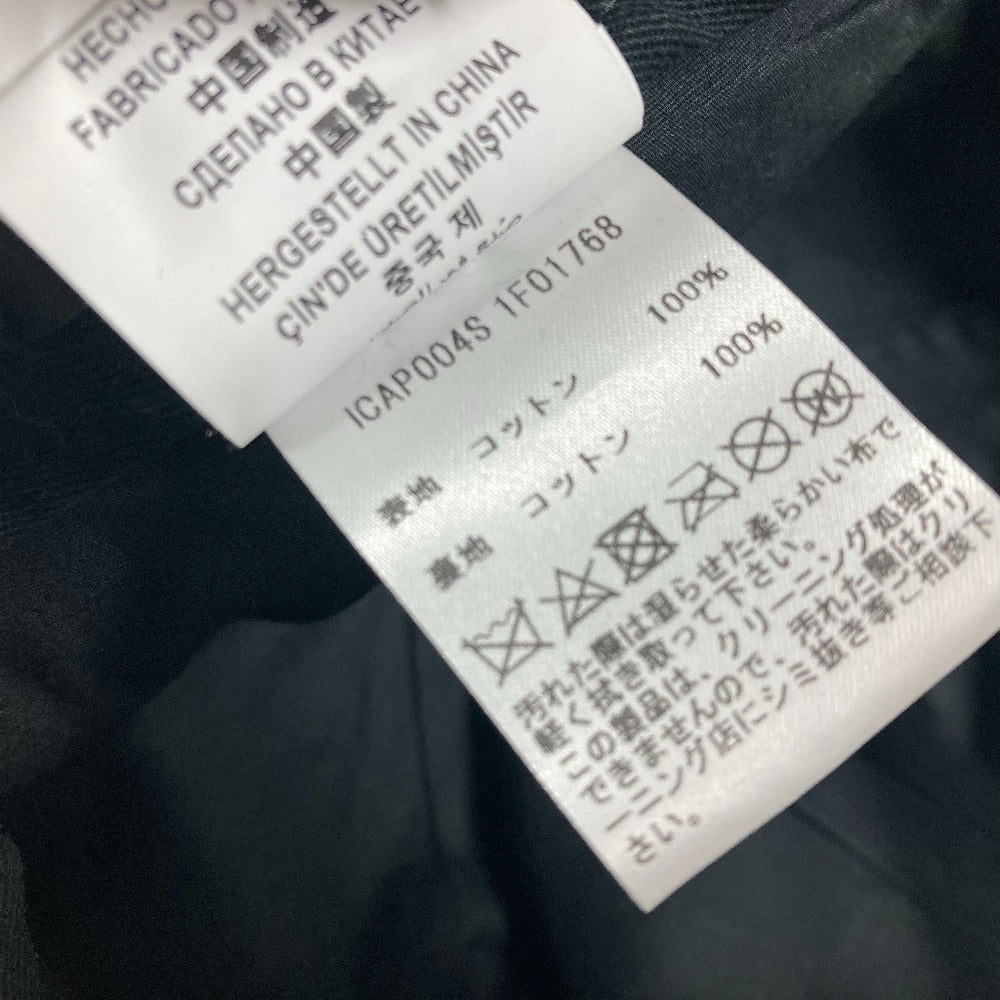 HECHO
FABRICADO
中国制造
СДЕЛАНО В КИТАЕ
中国製
HERGESTELLT IN CHINA
ÇİN'DE ÜRETİLMİŞTİR
중국 제
ICAP004S 1F01768
表地 コットン 100%
裏地 コットン 100%
汚れた際は湿らせた柔らかい布で
軽く拭き取って下さい。
この製品は、クリーニング処理が
できませんので、汚れた際はクリ
ーニング店にシミ抜き等ご相談下
さい。